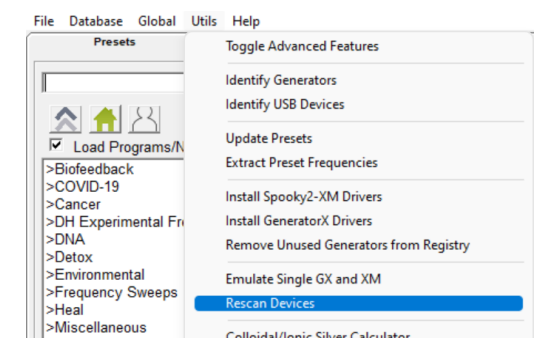 File Database Global Utils Help
Presets
Toggle Advanced Features
Identify Generators
Identify USB Devices
Update Presets
Extract Preset Frequencies
Install Spooky2-XM Drivers
Install GeneratorX Drivers
Remove Unused Generators from Registry
Emulate Single GX and XM
Rescan Devices
Colloidal/Ionic Silver Calculator
Load Programs/N
>Biofeedback
>COVID-19
>Cancer
>DH Experimental Fre
>DNA
>Detox
>Environmental
>Frequency Sweeps
>Heal
>Miscellaneous